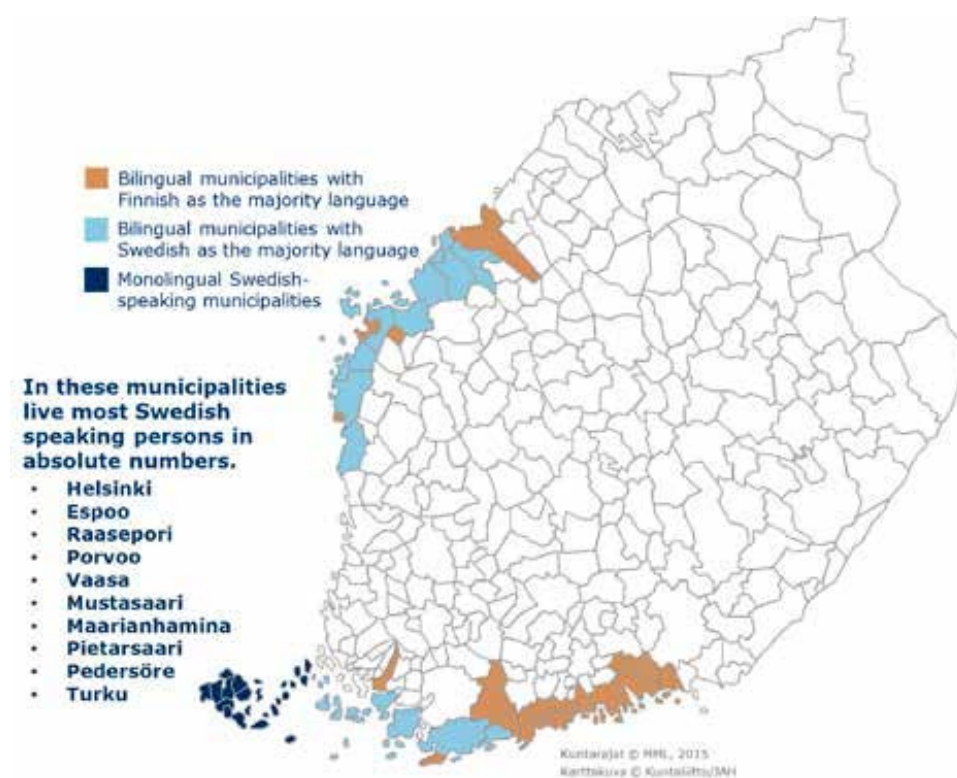 Bilingual municipalities with
Finnish as the majority language
Bilingual municipalities with
Swedish as the majority language
Monolingual Swedish-
speaking municipalities
In these municipalities
live most Swedish
speaking persons in
absolute numbers.
• Helsinki
• Espoo
• Raasepori
• Porvoo
• Vaasa
• Mustasaari
• Maarianhamina
• Pietarsaari
• Pedersöre
• Turku
Kuntarajat © MML, 2015
Karttakuva © Kuntaliitto/JAH